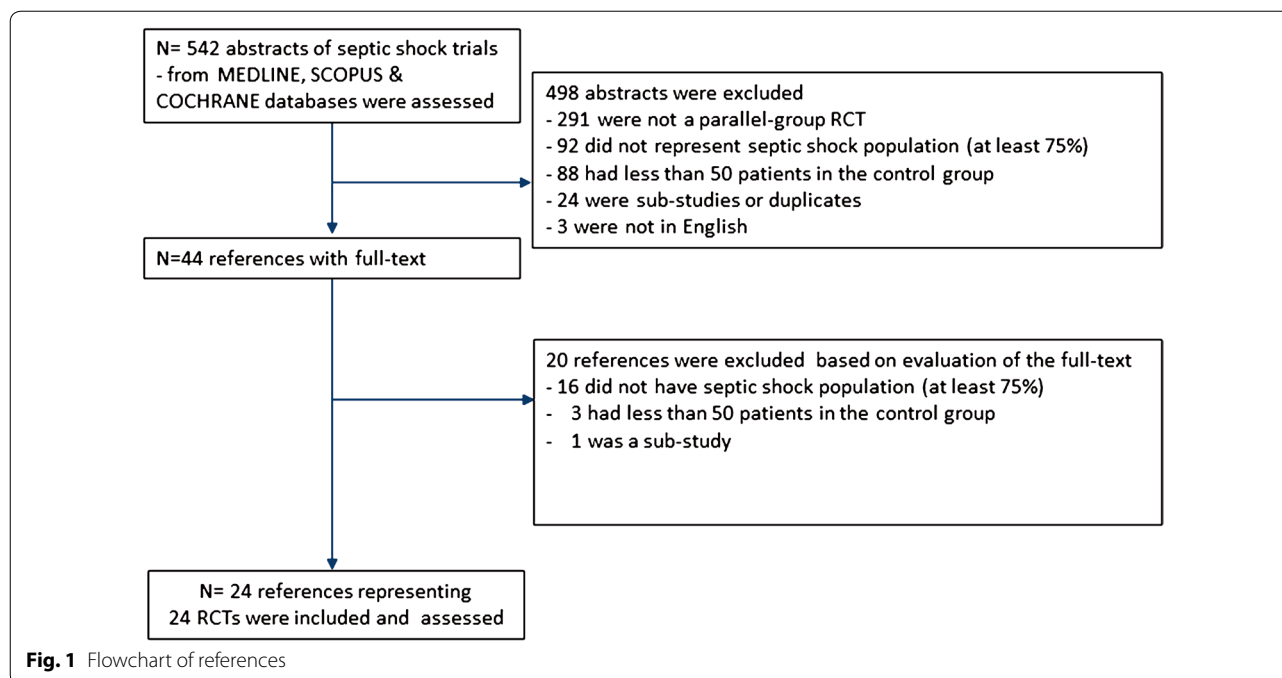 N= 542 abstracts of septic shock trials
- from MEDLINE, SCOPUS &
COCHRANE databases were assessed
498 abstracts were excluded
- 291 were not a parallel-group RCT
- 92 did not represent septic shock population (at least 75%)
- 88 had less than 50 patients in the control group
- 24 were sub-studies or duplicates
- 3 were not in English
N=44 references with full-text
20 references were excluded based on evaluation of the full-text
- 16 did not have septic shock population (at least 75%)
- 3 had less than 50 patients in the control group
- 1 was a sub-study
N= 24 references representing
24 RCTs were included and assessed
Fig. 1 Flowchart of references